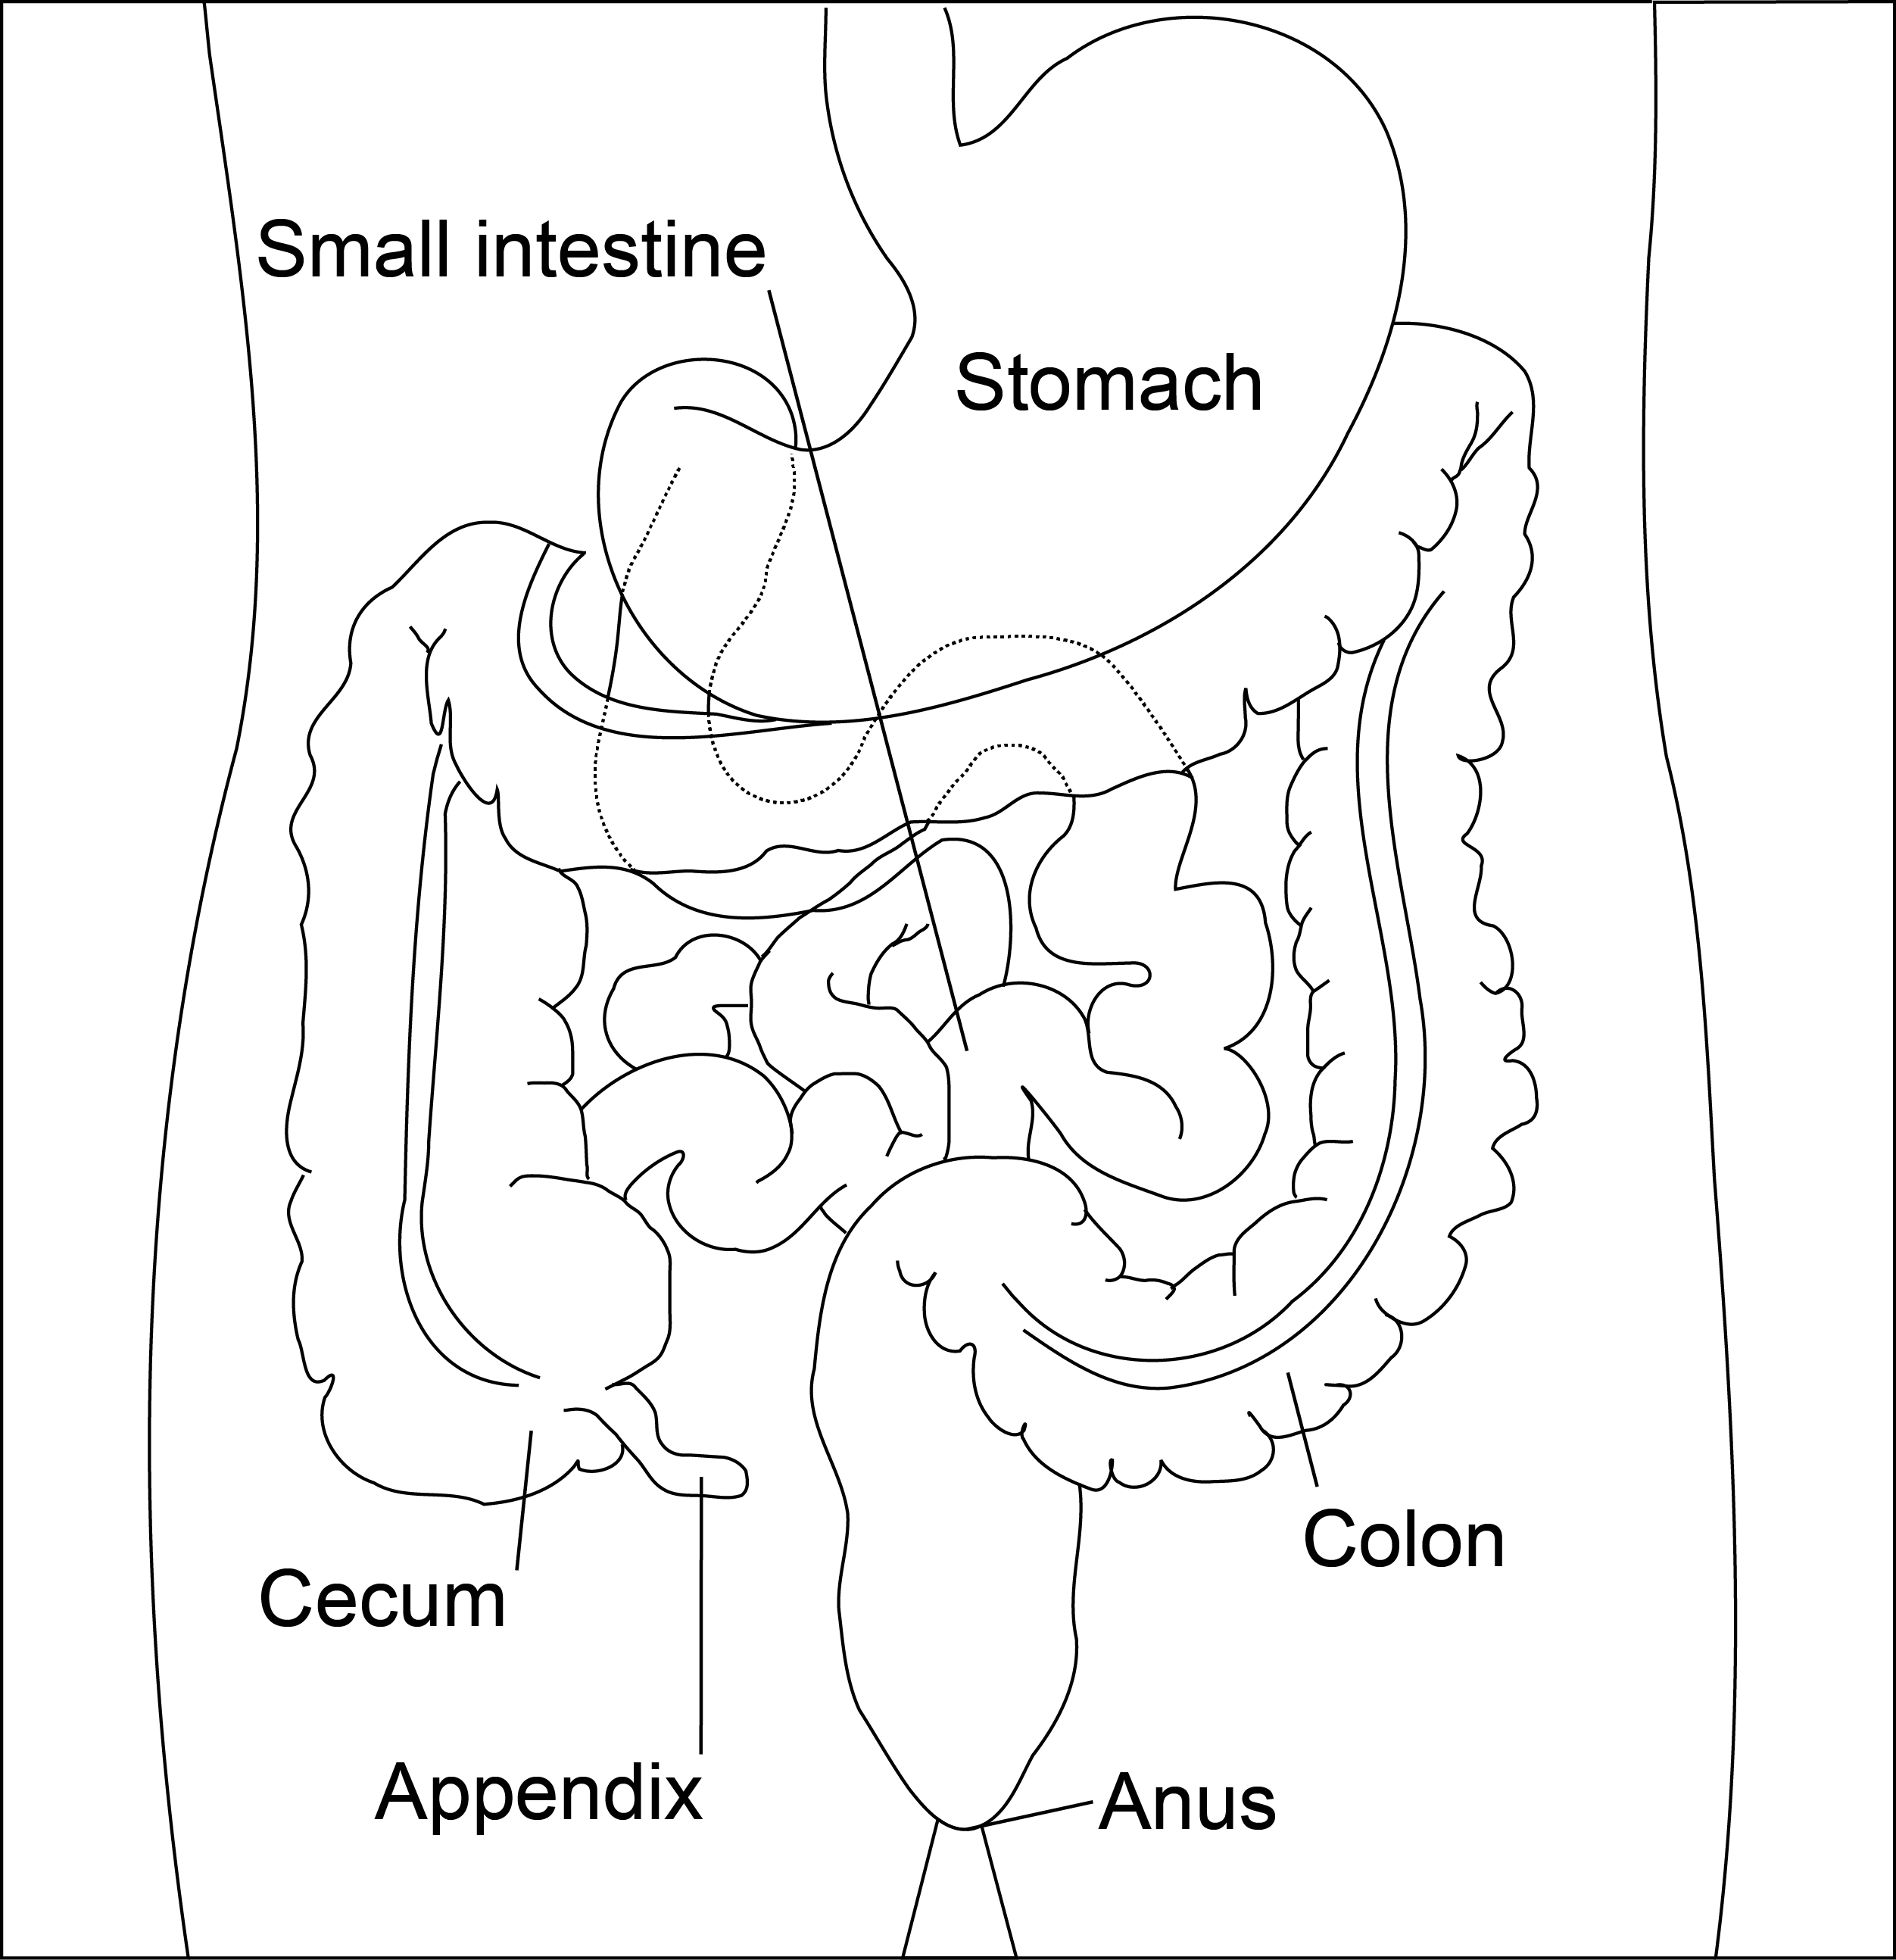 Small intestine
Stomach
Colon
Cecum
Appendix
Anus